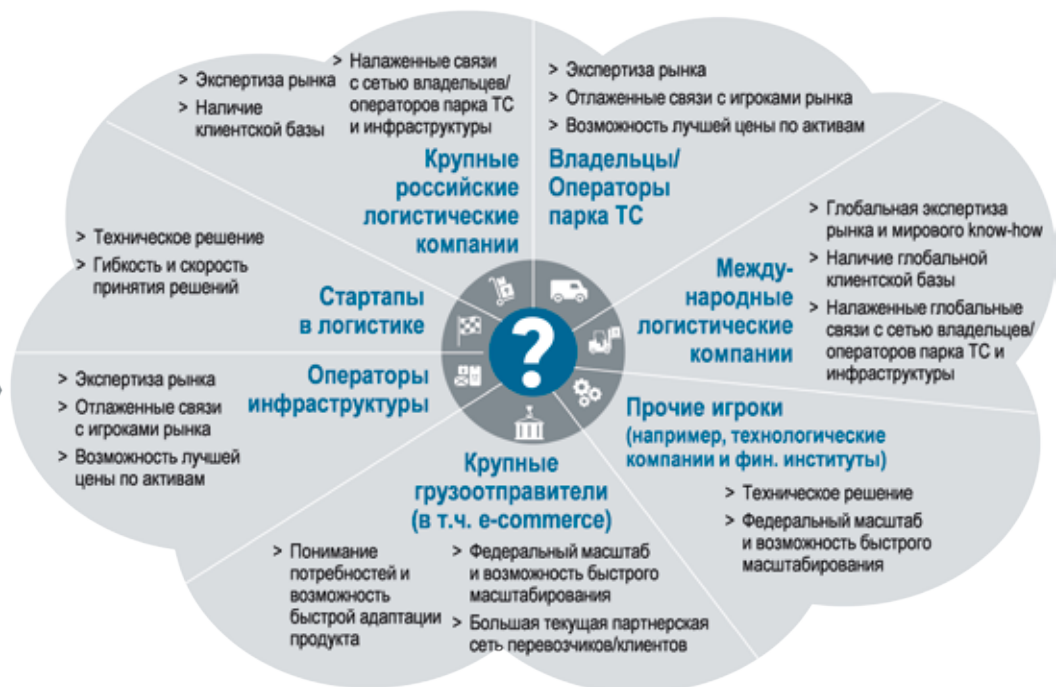 > Экспертиза рынка
> Наличие
клиентской базы
> Налаженные связи
с сетью владельцев/
операторов парка ТС
и инфраструктуры
Крупные
российские
логистические
компании
> Экспертиза рынка
> Отлаженные связи с игроками рынка
> Возможность лучшей цены по активам
Владельцы/
Операторы
парка ТС
> Глобальная экспертиза
рынка и мирового know-how
> Наличие глобальной
клиентской базы
> Налаженные глобальные
связи с сетью владельцев/
операторов парка ТС и
инфраструктуры
Между-
народные
логистические
компании
> Техническое решение
> Гибкость и скорость
принятия решений
Стартапы
в логистике
?
> Экспертиза рынка
> Отлаженные связи
с игроками рынка
> Возможность лучшей
цены по активам
Операторы
инфраструктуры
Прочие игроки
(например, технологические
компании и фин. институты)
> Техническое решение
> Федеральный масштаб
и возможность быстрого
масштабирования
Крупные
грузоотправители
(в т.ч. e-commerce)
> Понимание
потребностей и
возможность
быстрой адаптации
продукта
> Федеральный масштаб
и возможность быстрого
масштабирования
> Большая текущая партнерская
сеть перевозчиков/клиентов